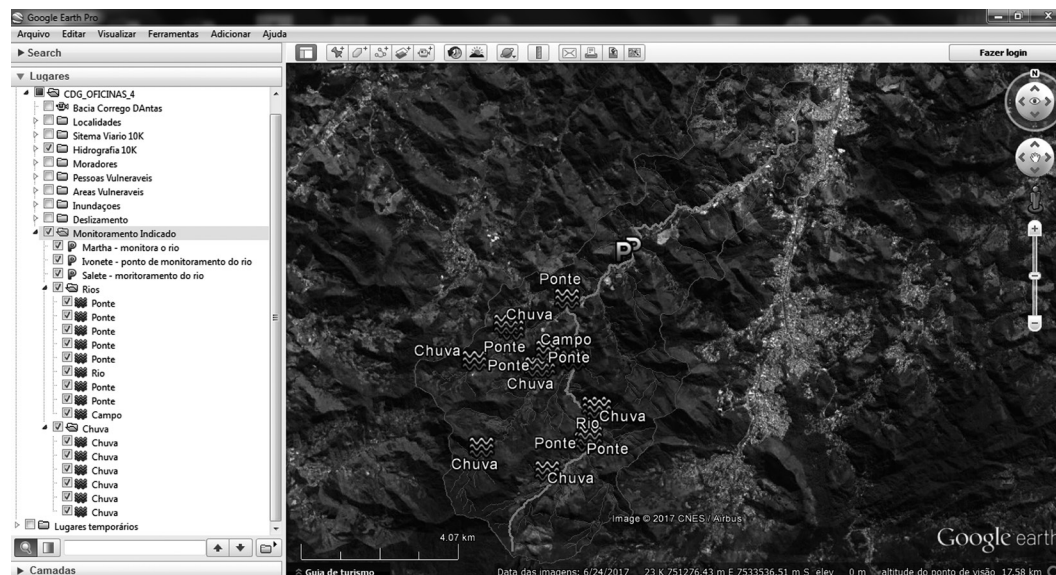 Google Earth Pro
Arquivo Editar Visualizar Ferramentas Adicionar Ajuda
Search
Fazer login
Lugares
CDG_OFICINAS_4
Bacia Corrego DAntas
Localidades
Sitema Viario 10K
Hidrografia 10K
Moradores
Pessoas Vulneraveis
Areas Vulneraveis
Inundaçoes
Deslizamento
Monitoramento Indicado
Martha - monitora o rio
Ivonete - ponto de monitoramento do rio
Salete - moritoramento do rio
Rios
Ponte
Ponte
Ponte
Ponte
Ponte
Rio
Ponte
Ponte
Campo
Chuva
Chuva
Chuva
Chuva
Chuva
Chuva
Chuva
Lugares temporários
Camadas
N
P P
Ponte
Chuva
Ponte Campo
Chuva Ponte Ponte
Chuva
Chuva
Rio
Ponte Ponte
Chuva
Chuva
Image © 2017 CNES / Airbus
4.07 km
Google earth
Guia de turismo
Data das imagens: 6/24/2017 23 K 751276.43 m E 7533536.51 m S elev 0 m altitude do ponto de visão 17.58 km